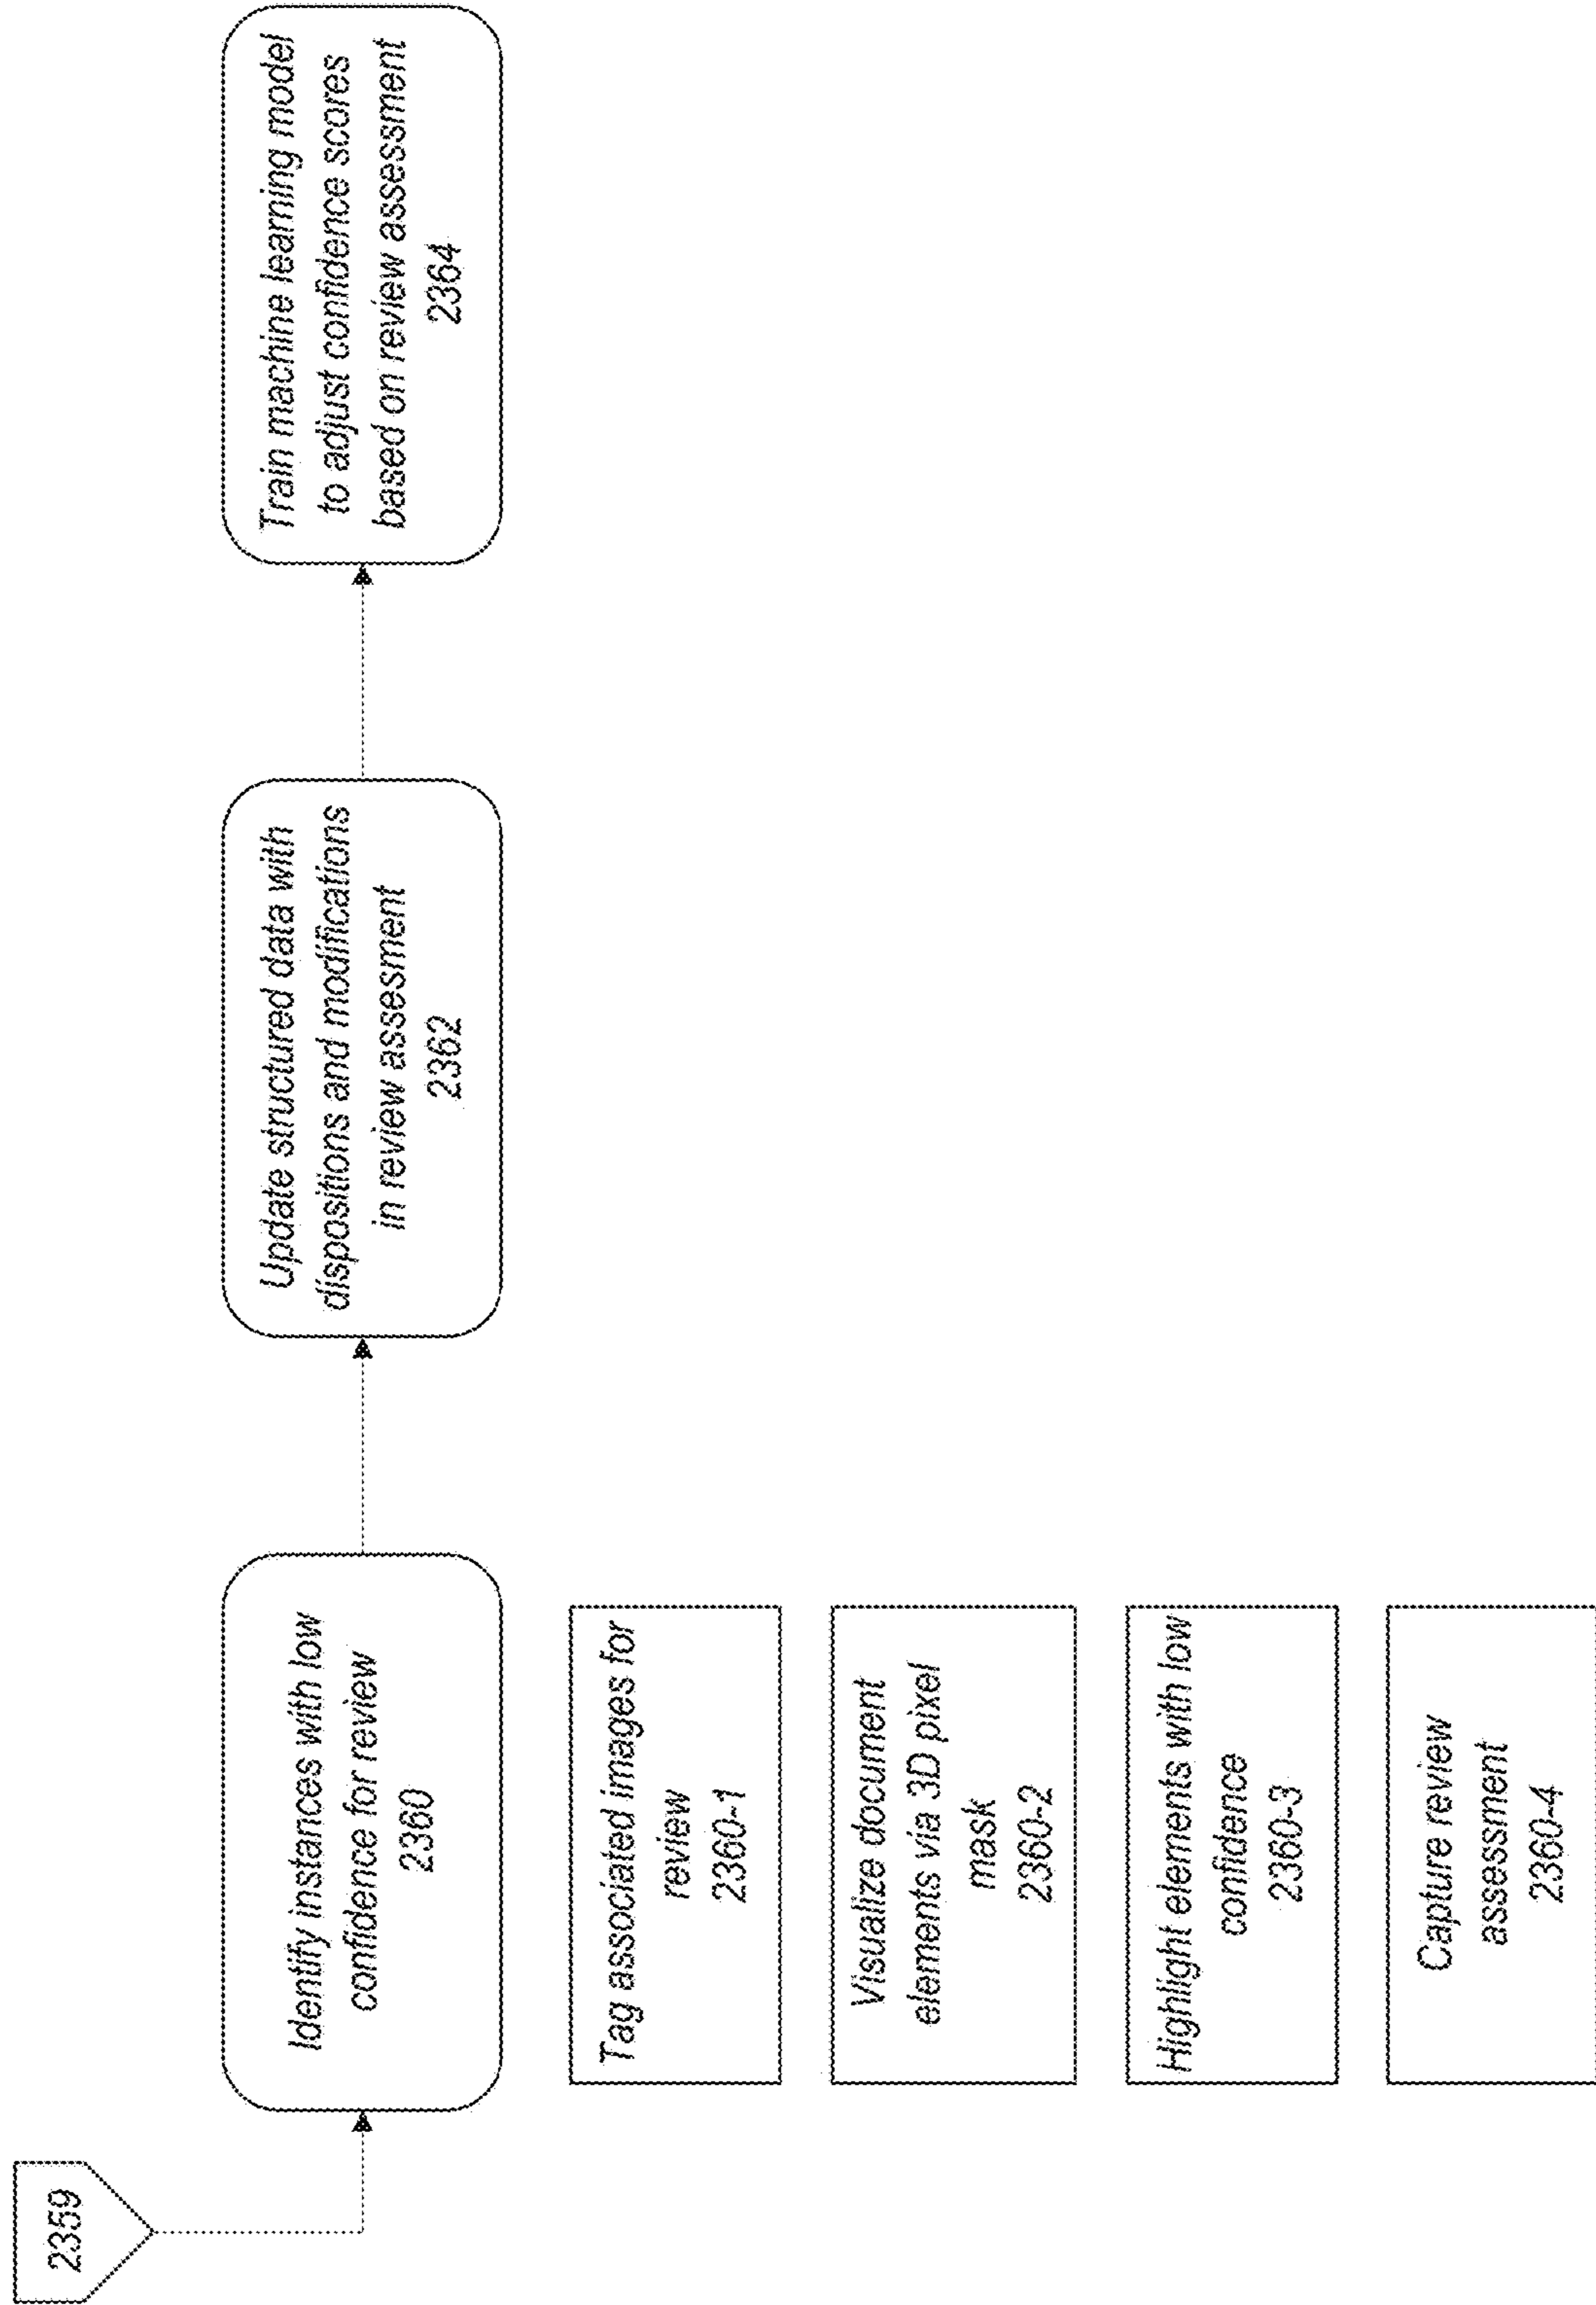 2359
Identify instances with low
confidence for review
2360
Tag associated images for
review
2360-1
Visualize document
elements via 3D pixel
mask
2360-2
Highlight elements with low
confidence
2360-3
Capture review
assessment
2360-4
Update structured data with
dispositions and modifications
in review assesment
2362
Train machine learning model
to adjust confidence scores
based on review assessment
2364